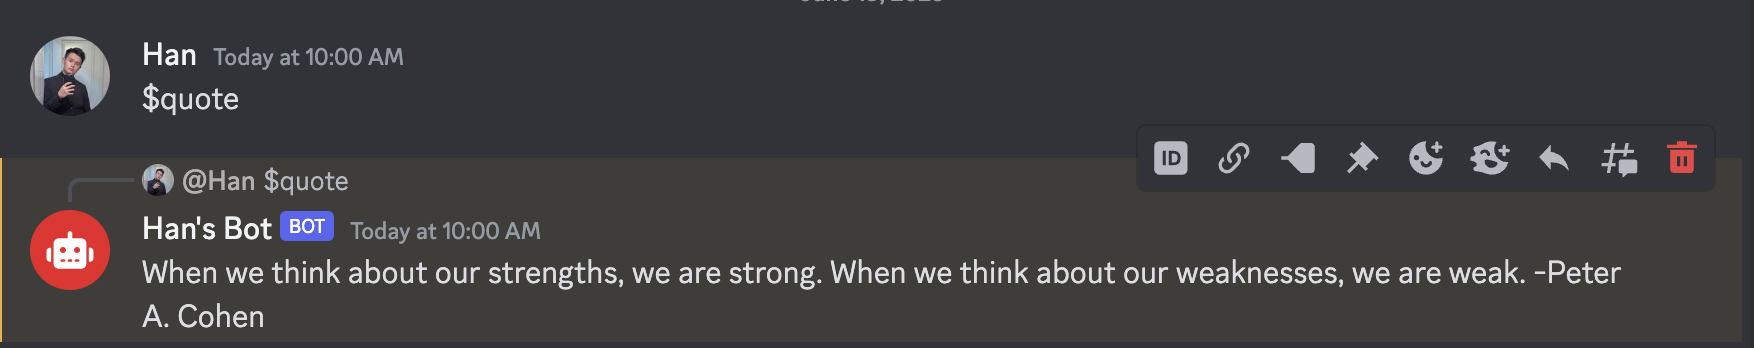 Han Today at 10:00 AM
$quote
ID
@Han $quote
Han's Bot BOT Today at 10:00 AM
When we think about our strengths, we are strong. When we think about our weaknesses, we are weak. -Peter
A. Cohen